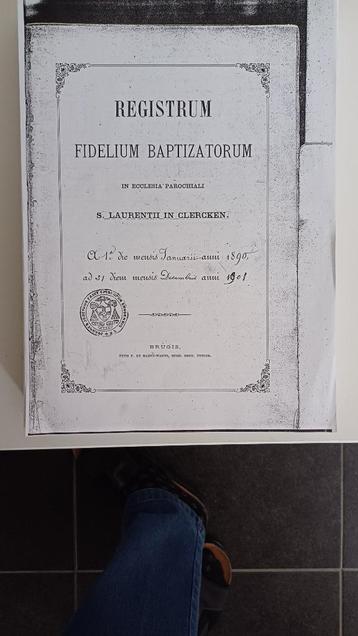 REGISTRUM
FIDELIUM BAPTIZATORUM
IN ECCLESIA PAROCHIALI
S. LAURENTII IN CLERCKEN.
A 1ª die mensis Januarii anni 1890.
ad 31 diem mensis Decembris anni 1901.
BRUGIS,